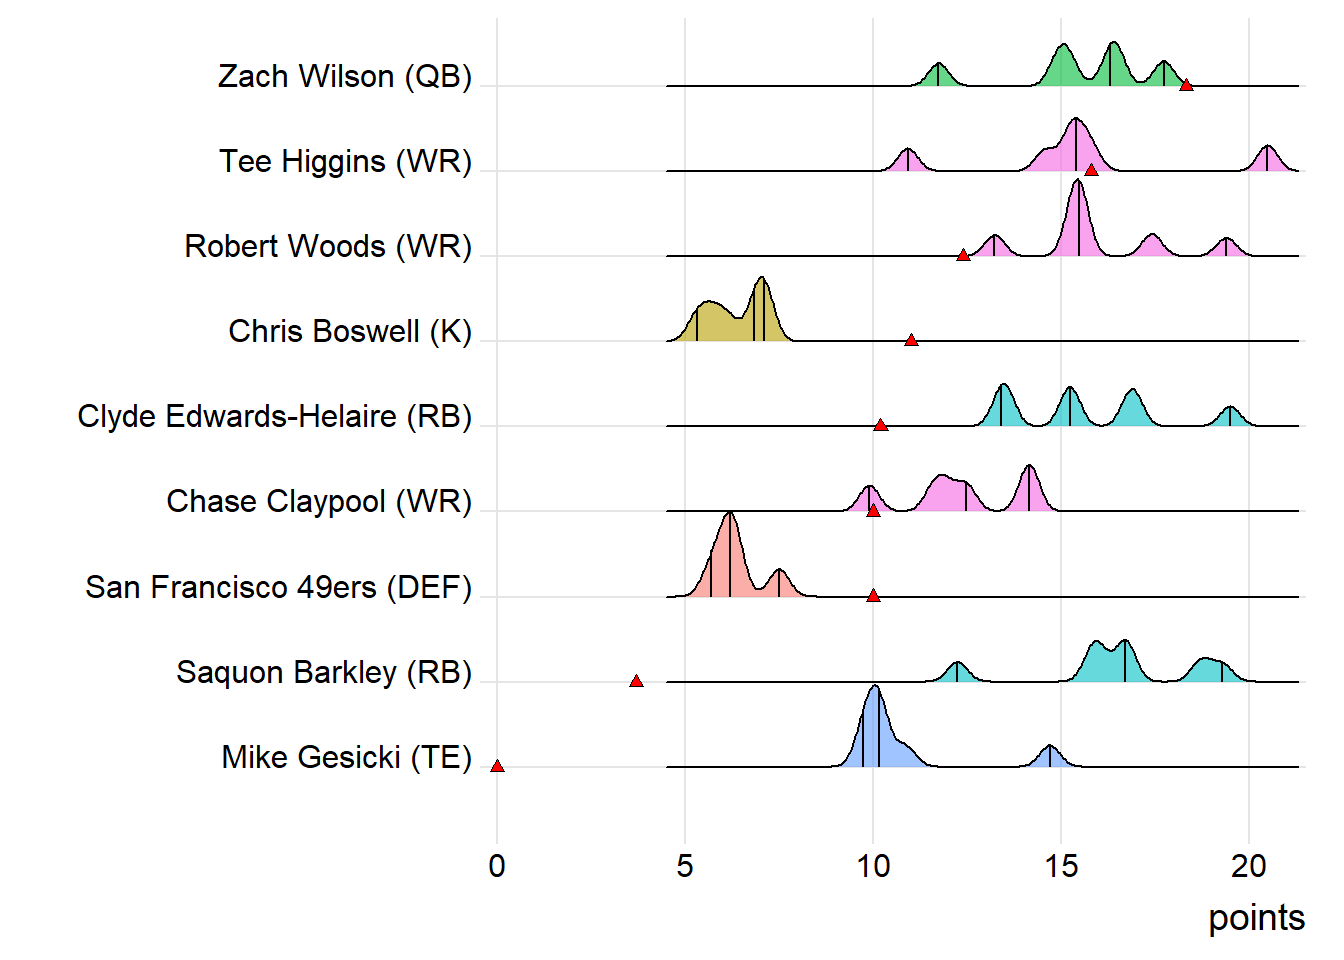 Zach Wilson (QB)
Tee Higgins (WR)
Robert Woods (WR)
Chris Boswell (K)
Clyde Edwards-Helaire (RB)
Chase Claypool (WR)
San Francisco 49ers (DEF)
Saquon Barkley (RB)
Mike Gesicki (TE)
0 5 10 15 20
points